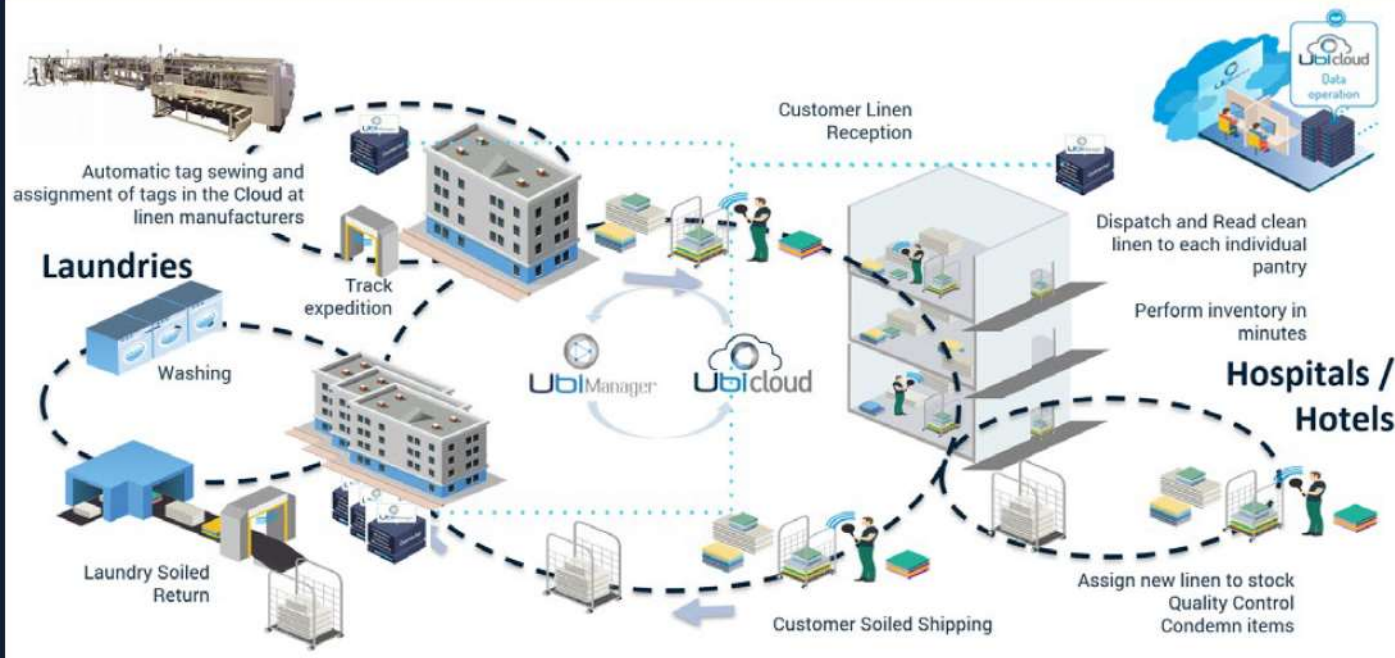 Automatic tag sewing and
assignment of tags in the Cloud at
linen manufacturers
Customer Linen
Reception
Ubicloud
Data
operation
Dispatch and Read clean
linen to each individual
pantry
Laundries
Track
expedition
Perform inventory in
minutes
Washing
UbiManager
Ubicloud
Hospitals /
Hotels
Laundry Soiled
Return
Customer Soiled Shipping
Assign new linen to stock
Quality Control
Condemn items